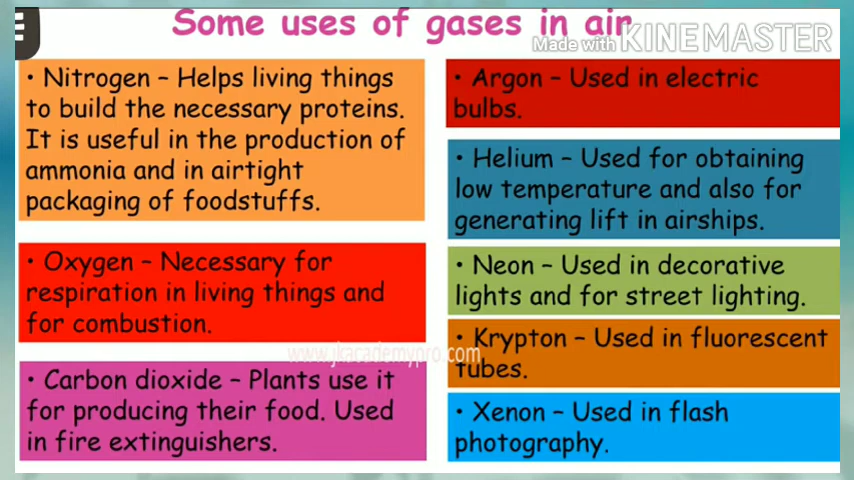 Some uses of gases in air
Made with KINEMASTER
• Nitrogen – Helps living things
to build the necessary proteins.
It is useful in the production of
ammonia and in airtight
packaging of foodstuffs.
• Oxygen – Necessary for
respiration in living things and
for combustion.
www.jkacademypro.com
• Carbon dioxide – Plants use it
for producing their food. Used
in fire extinguishers.
• Argon – Used in electric
bulbs.
• Helium – Used for obtaining
low temperature and also for
generating lift in airships.
• Neon – Used in decorative
lights and for street lighting.
• Krypton – Used in fluorescent
tubes.
• Xenon – Used in flash
photography.